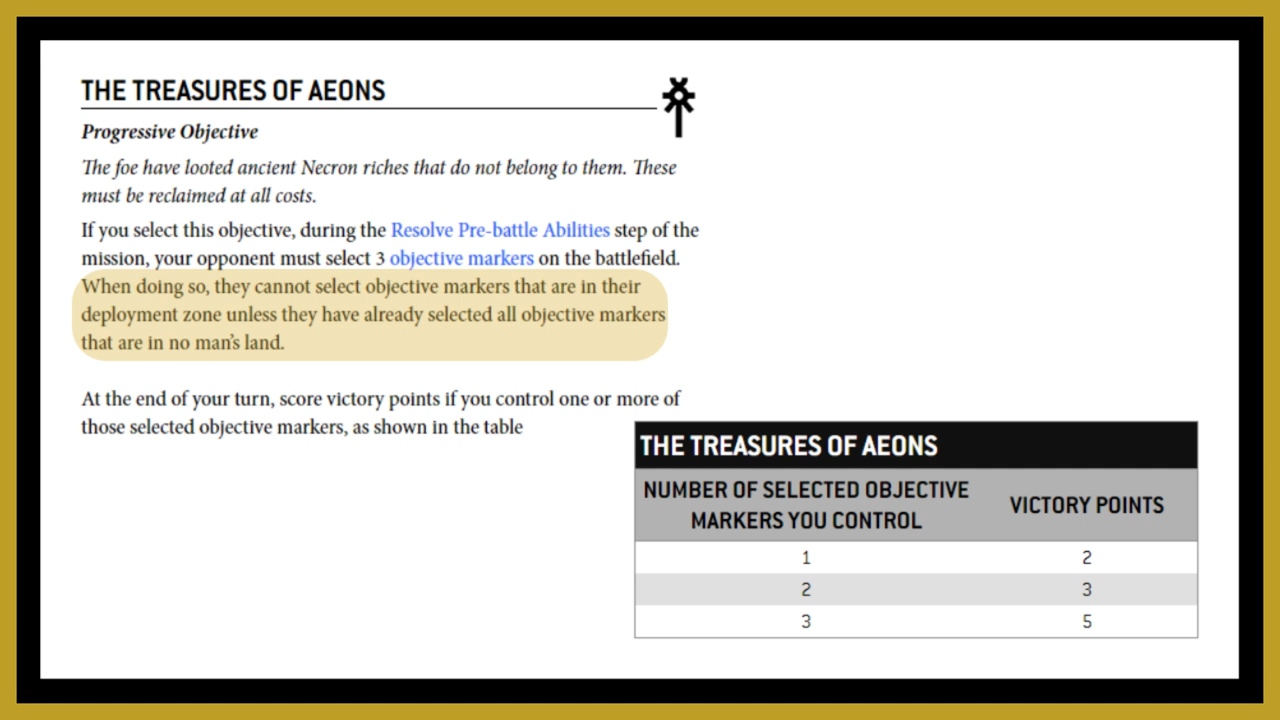 THE TREASURES OF AEONS
Progressive Objective
The foe have looted ancient Necron riches that do not belong to them. These
must be reclaimed at all costs.
If you select this objective, during the Resolve Pre-battle Abilities step of the
mission, your opponent must select 3 objective markers on the battlefield.
When doing so, they cannot select objective markers that are in their
deployment zone unless they have already selected all objective markers
that are in no man's land.
At the end of your turn, score victory points if you control one or more of
those selected objective markers, as shown in the table
THE TREASURES OF AEONS
NUMBER OF SELECTED OBJECTIVE
MARKERS YOU CONTROL
VICTORY POINTS
1 2
2 3
3 5